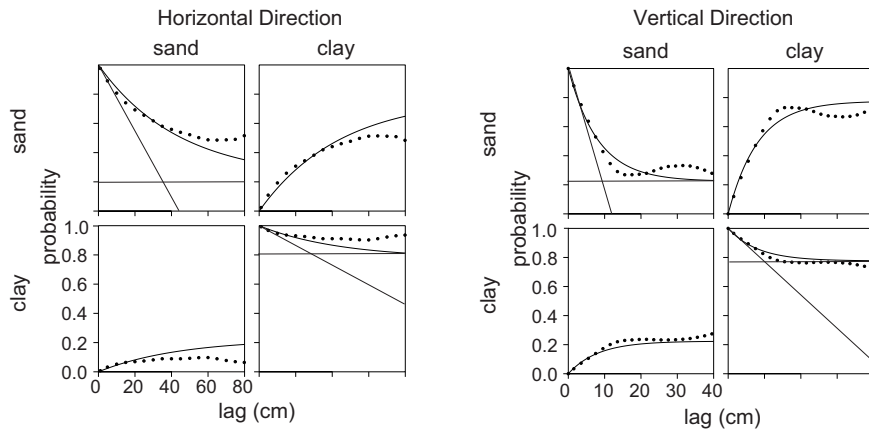 Horizontal Direction
sand clay
sand
clay
probability
1.0
0.8
0.6
0.4
0.2
0.0
0 20 40 60 80
lag (cm)
Vertical Direction
sand clay
sand
clay
probability
1.0
0.8
0.6
0.4
0.2
0.0
0 10 20 30 40
lag (cm)